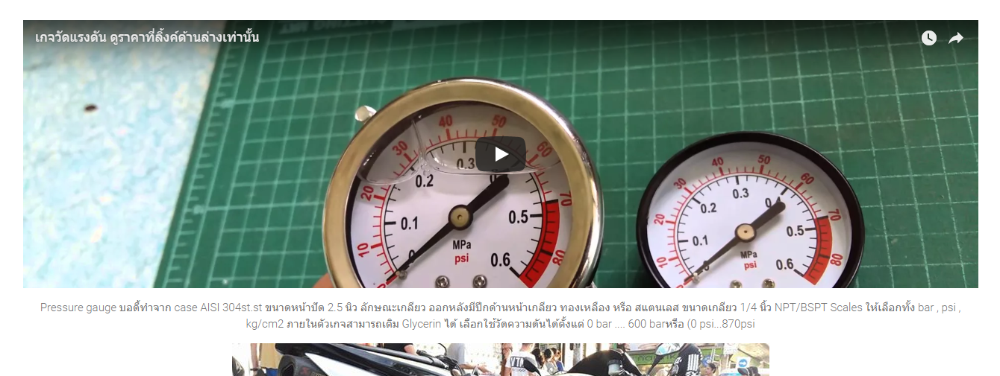 เกจวัดแรงดัน ดูราคาที่ลิ้งค์ด้านล่างเท่านั้น
40 50
30 60
0.3
0.2
20 70
0.1 0.5
MPa
10 psi 0.6 80
0
40 50
30 60
0.3
0.2 0.4
20 70
0.1 0.5
MPa
10 psi 0.6 80
Pressure gauge บอดี้ทำจาก case AISI 304st.st ขนาดหน้าปัด 2.5 นิว ลักษณะเกลียว ออกหลังมีปีกด้านหน้าเกลียว ทองเหลือง หรือ สแตนเลส ขนาดเกลียว 1/4 นิ้ว NPT/BSPT Scales ให้เลือกทั้ง bar , psi ,
kg/cm2 ภายในตัวเกจสามารถเติม Glycerin ได้ เลือกใช้วัดความดันได้ตั้งแต่ 0 bar .... 600 barหรือ (0 psi...870psi